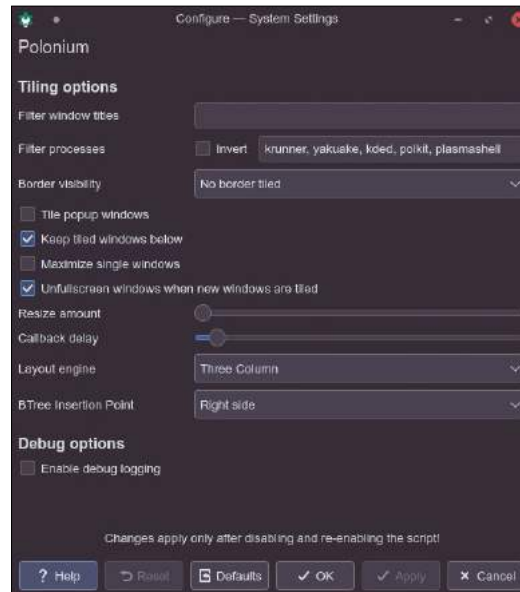 Configure — System Settings
Polonium
Tiling options
Filter window titles
Filter processes Invert krunner, yakuake, kded, polkit, plasmashell
Border visibility No border tiled
Tile popup windows
Keep tiled windows below
Maximize single windows
Unfullscreen windows when new windows are tiled
Resize amount
Callback delay
Layout engine Three Column
BTree Insertion Point Right side
Debug options
Enable debug logging
Changes apply only after disabling and re-enabling the script!
? Help Reset Defaults OK Apply Cancel